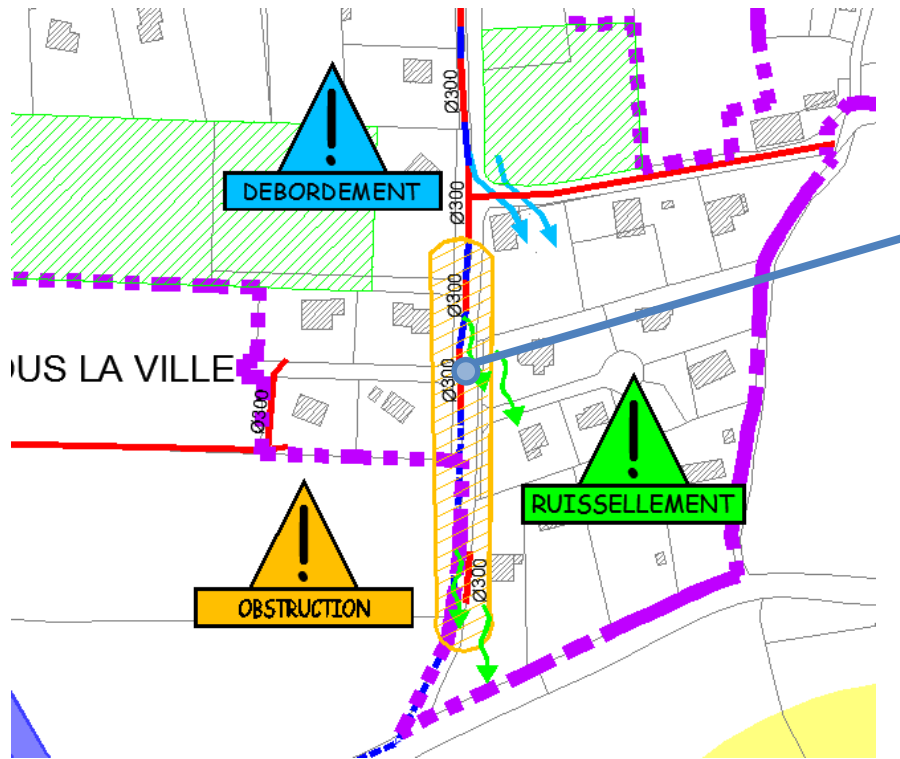 Ø300
DEBORDEMENT
Ø300
Ø300
OUS LA VILLE
Ø300
Ø300
RUISSELLEMENT
OBSTRUCTION
Ø300